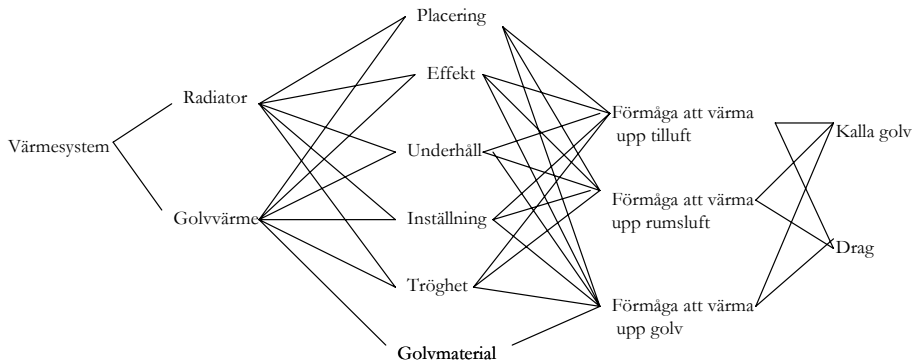 Värmesystem
Radiator
Golvvärme
Placering
Effekt
Underhåll
Inställning
Tröghet
Golvmaterial
Förmåga att värma
upp tilluft
Förmåga att värma
upp rumsluft
Förmåga att värma
upp golv
Kalla golv
Drag